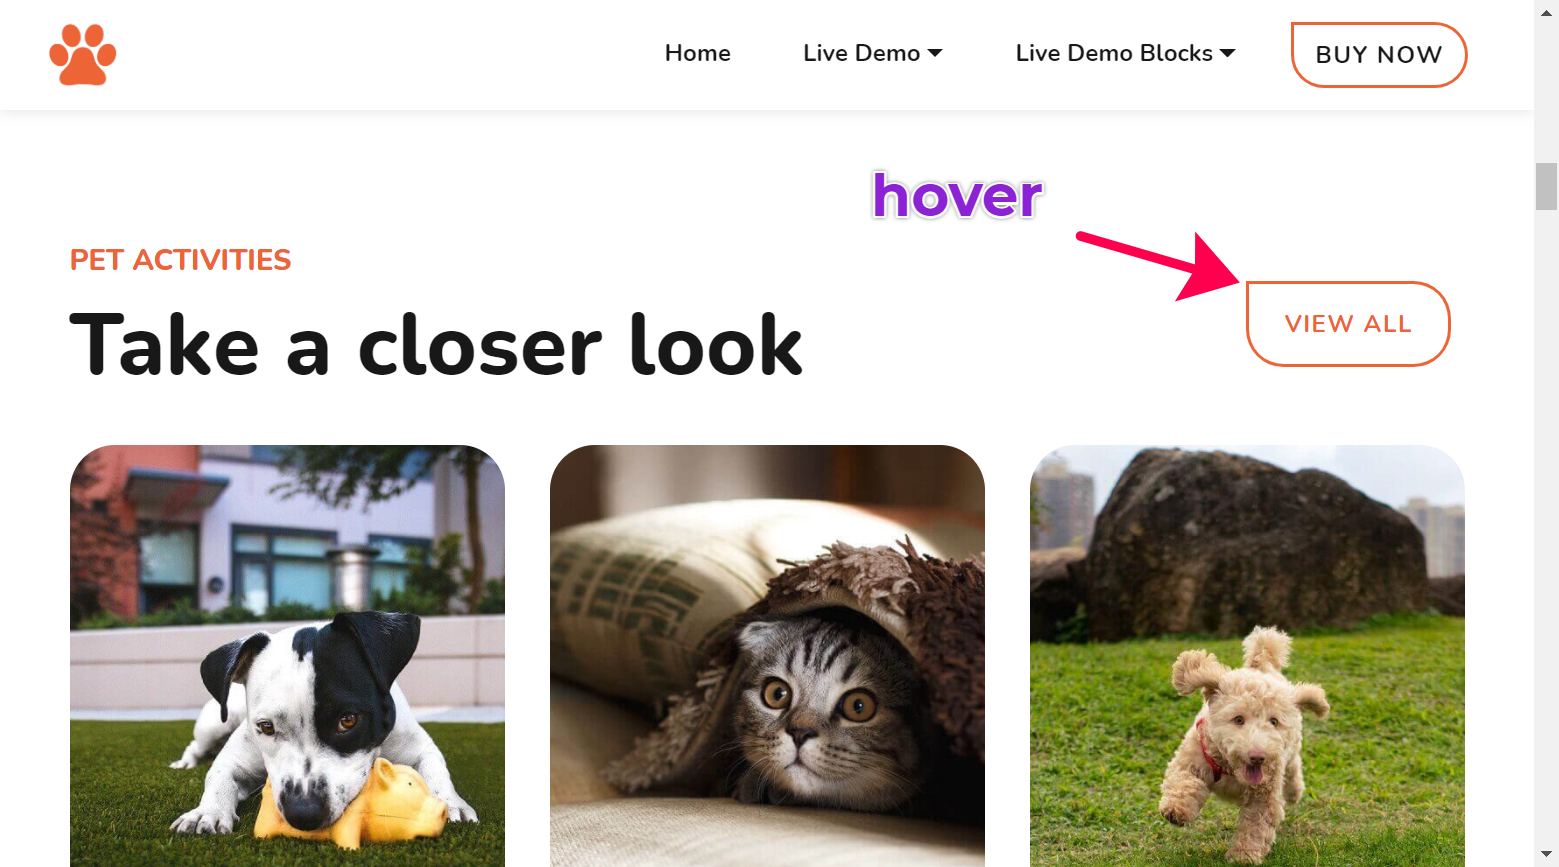 Home
Live Demo
Live Demo Blocks
BUY NOW
hover
PET ACTIVITIES
VIEW ALL
Take a closer look